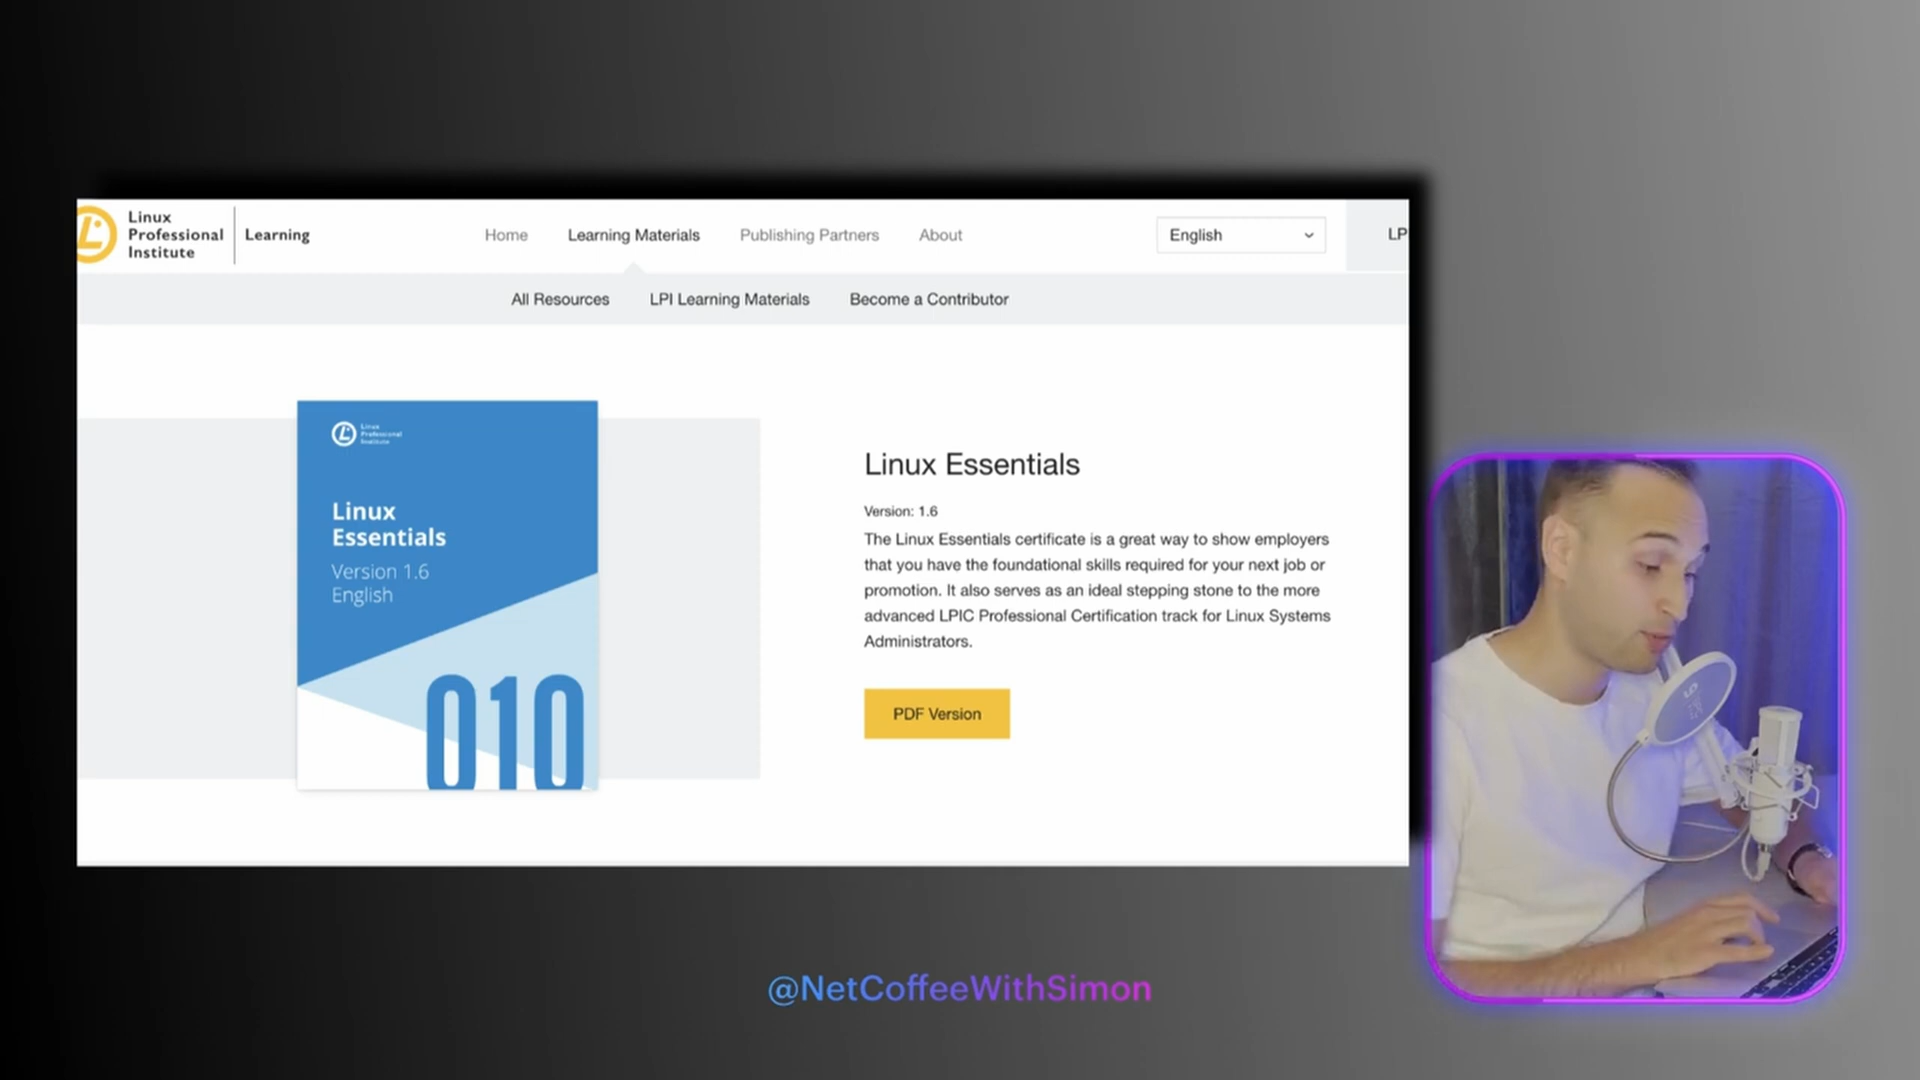 Linux
Professional
Institute
Learning
Home
Learning Materials
Publishing Partners
About
English
LP
All Resources
LPI Learning Materials
Become a Contributor
Linux
Professional
Institute
Linux
Essentials
Version 1.6
English
010
Linux Essentials
Version: 1.6
The Linux Essentials certificate is a great way to show employers
that you have the foundational skills required for your next job or
promotion. It also serves as an ideal stepping stone to the more
advanced LPIC Professional Certification track for Linux Systems
Administrators.
PDF Version
@NetCoffeeWithSimon